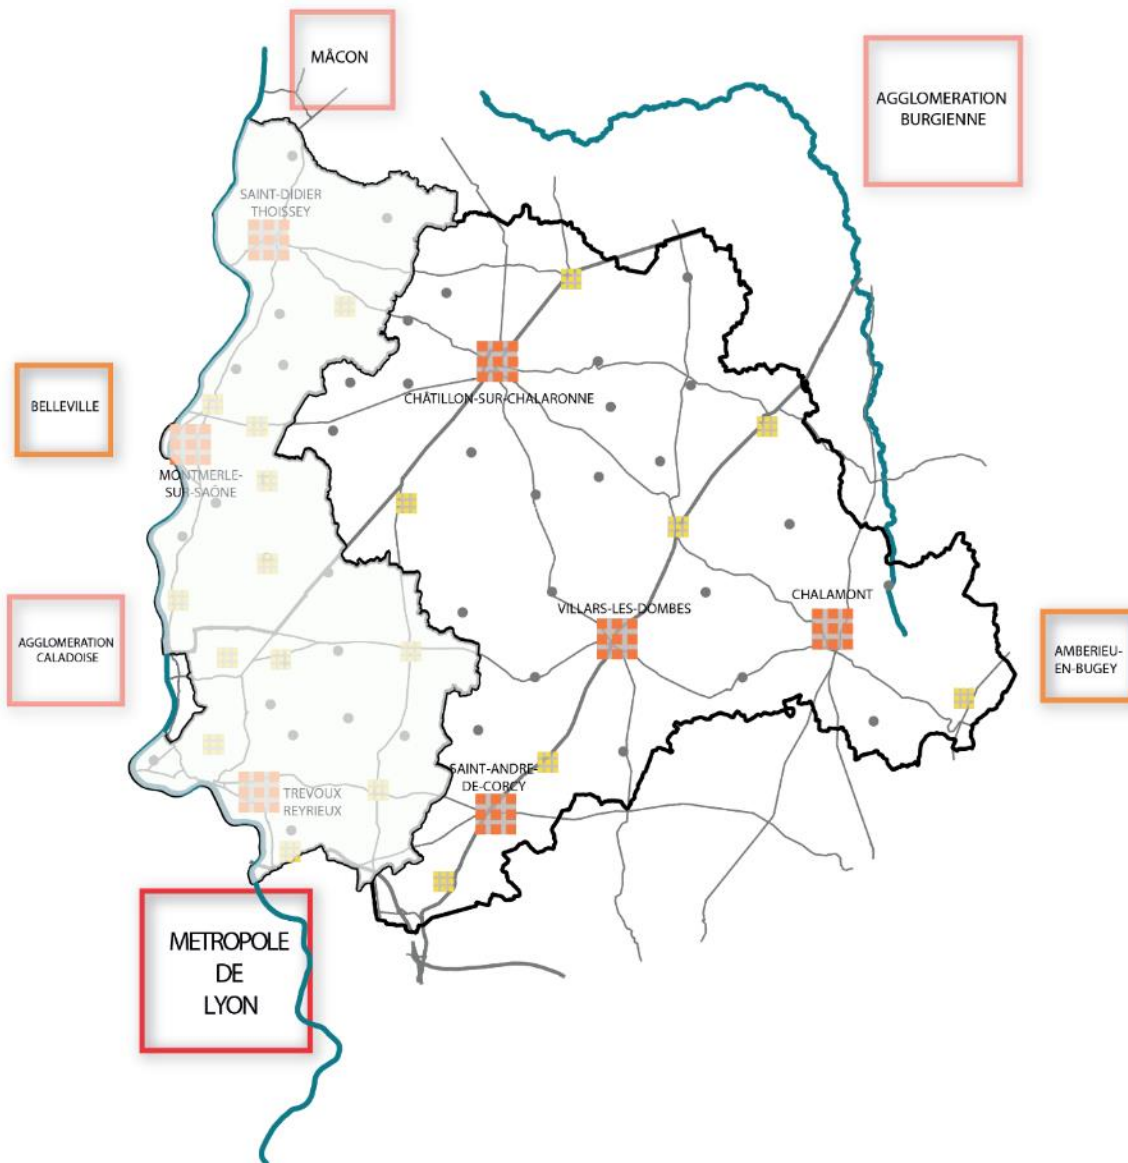 MÂCON
AGGLOMERATION
BURGIENNE
SAINT-DIDIER
THOISSEY
BELLEVILLE
CHÂTILLON-SUR-CHALARONNE
MONTMERLE-
SUR-SAÔNE
VILLARS-LES-DOMBES
CHALAMONT
AGGLOMERATION
CALADOISE
AMBERIEU-
EN-BUGEY
SAINT-ANDRE-
DE-CORCY
TREVOUX
REYRIEUX
METROPOLE
DE
LYON